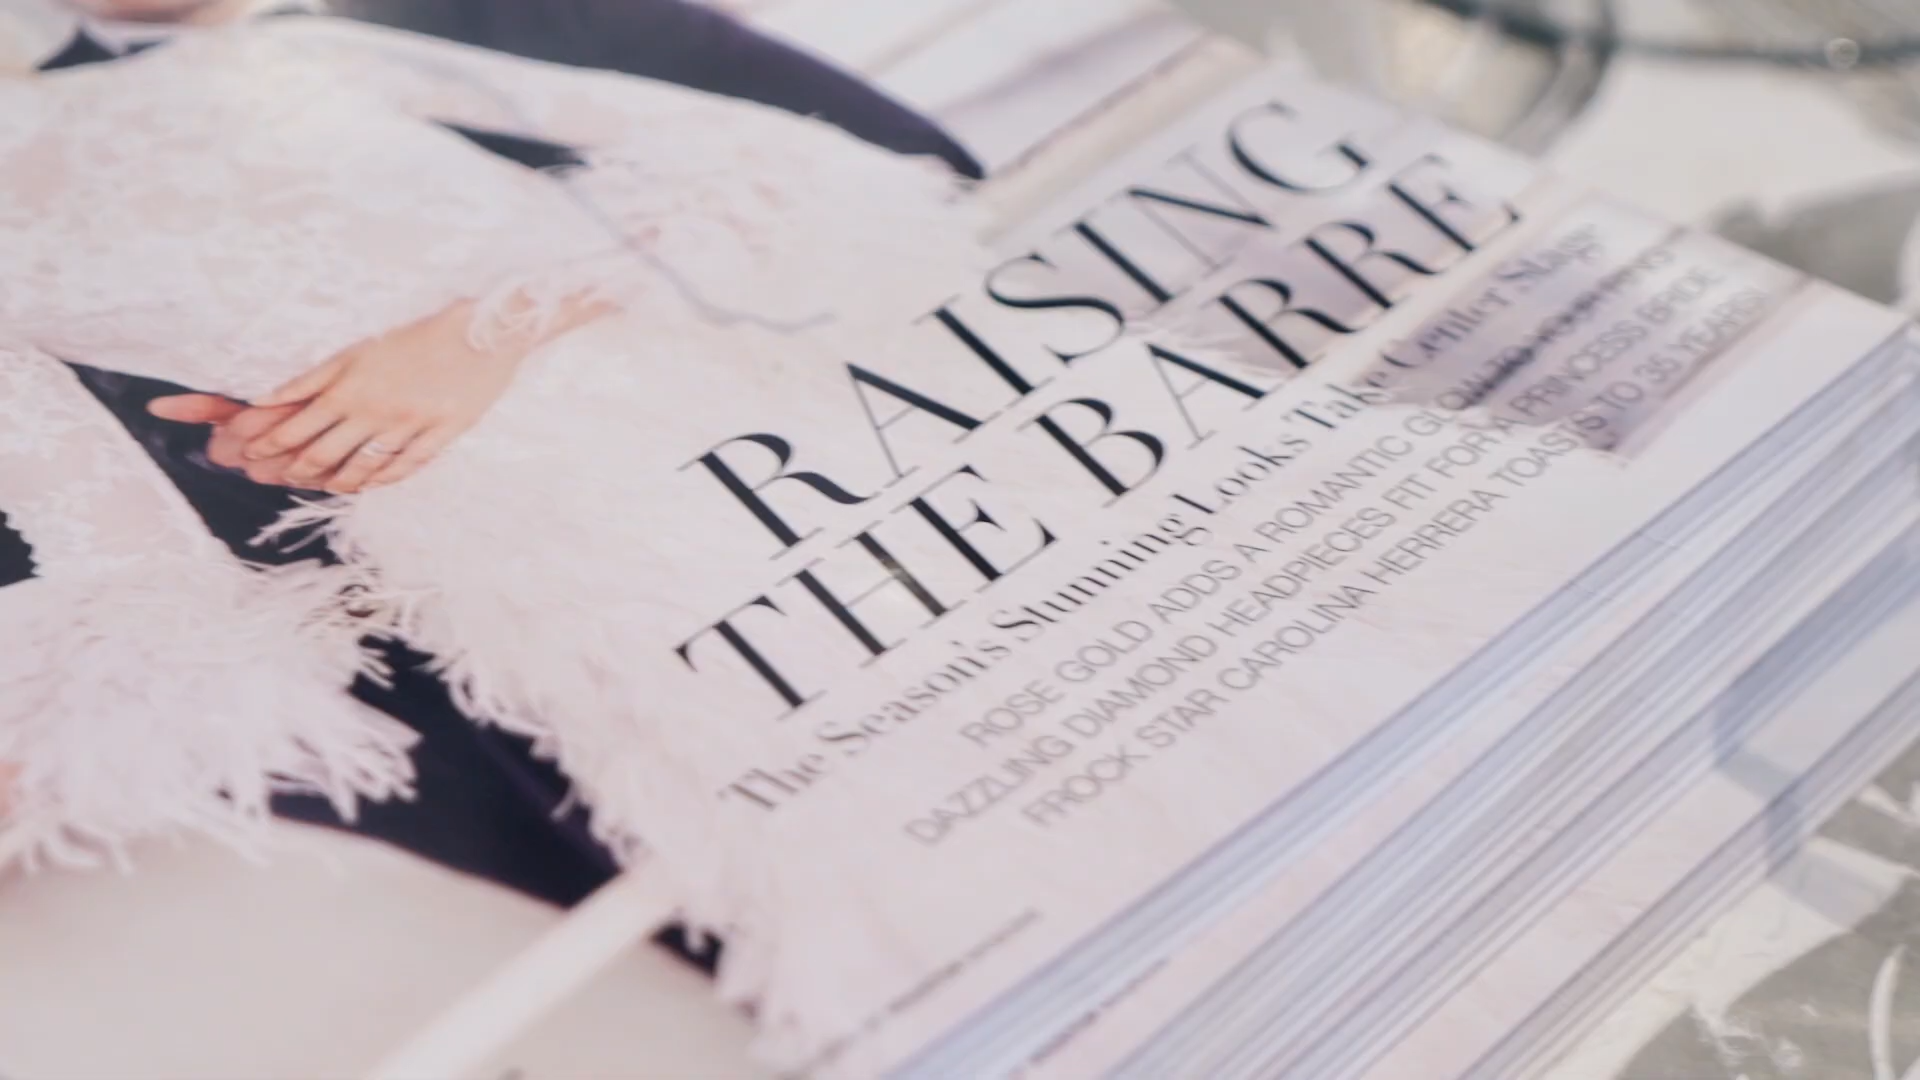 RAISING
THE BARRE
The Season's Stunning Looks Take Center Stage
ROSE GOLD ADDS A ROMANTIC GLOW
DAZZLING DIAMOND HEADPIECES FIT FOR A PRINCESS BRIDE
FROCK STAR CAROLINA HERRERA TOASTS TO 35 YEARS!